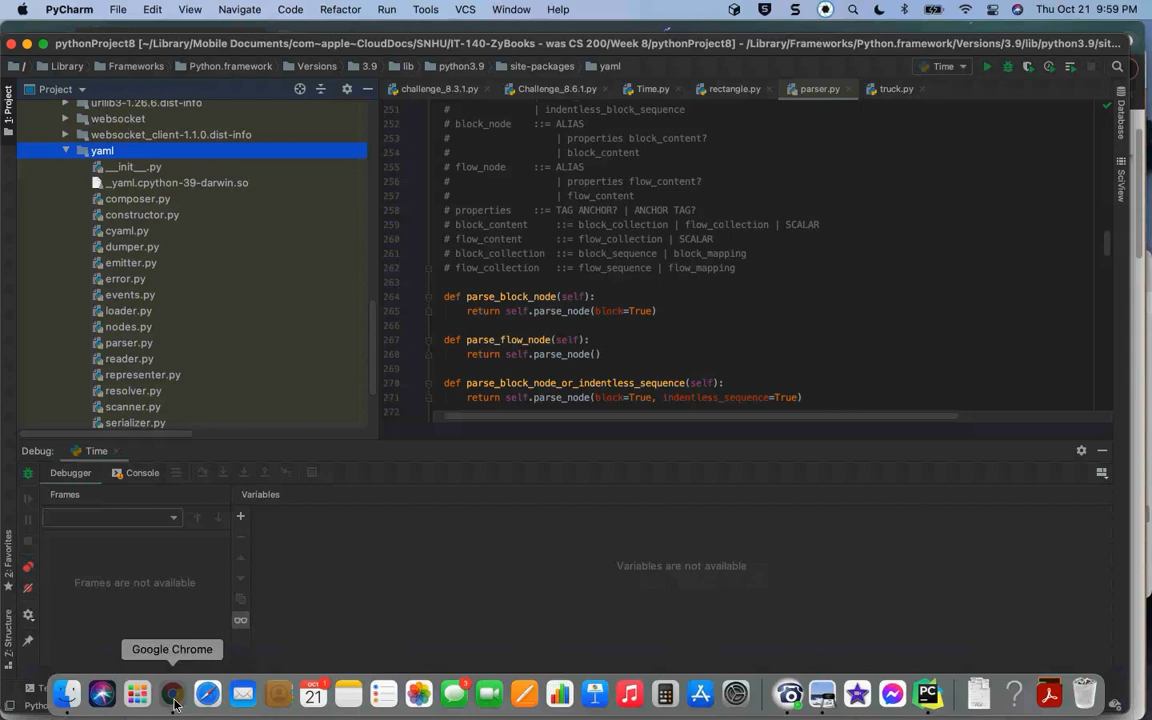 PyCharm File Edit View Navigate Code Refactor Run Tools VCS Window Help Thu Oct 21 9:59 PM
pythonProject8 [~/Library/Mobile Documents/com~apple~CloudDocs/SNHU/IT-140-ZyBooks - was CS 200/Week 8/pythonProject8] - /Library/Frameworks/Python.framework/Versions/3.9/lib/python3.9/sit...
/ Library Frameworks Python.framework Versions 3.9 lib python3.9 site-packages yaml Time
1: Project
Project
challenge_8.3.1.py Challenge_8.6.1.py Time.py rectangle.py parser.py truck.py
urllib3-1.26.6.dist-info
websocket
websocket_client-1.1.0.dist-info
yaml
__init__.py
_yaml.cpython-39-darwin.so
composer.py
constructor.py
cyaml.py
dumper.py
emitter.py
error.py
events.py
loader.py
nodes.py
parser.py
reader.py
representer.py
resolver.py
scanner.py
serializer.py
251 # | indentless_block_sequence
252 # block_node ::= ALIAS
253 # | properties block_content?
254 # | block_content
255 # flow_node ::= ALIAS
256 # | properties flow_content?
257 # | flow_content
258 # properties ::= TAG ANCHOR? | ANCHOR TAG?
259 # block_content ::= block_collection | flow_collection | SCALAR
260 # flow_content ::= flow_collection | SCALAR
261 # block_collection ::= block_sequence | block_mapping
262 # flow_collection ::= flow_sequence | flow_mapping
263
264 def parse_block_node(self):
265 return self.parse_node(block=True)
266
267 def parse_flow_node(self):
268 return self.parse_node()
269
270 def parse_block_node_or_indentless_sequence(self):
271 return self.parse_node(block=True, indentless_sequence=True)
272
Database
SciView
Debug: Time
Debugger Console
Frames Variables
Frames are not available
Variables are not available
2: Favorites
Z: Structure
Google Chrome
OCT
21
PC